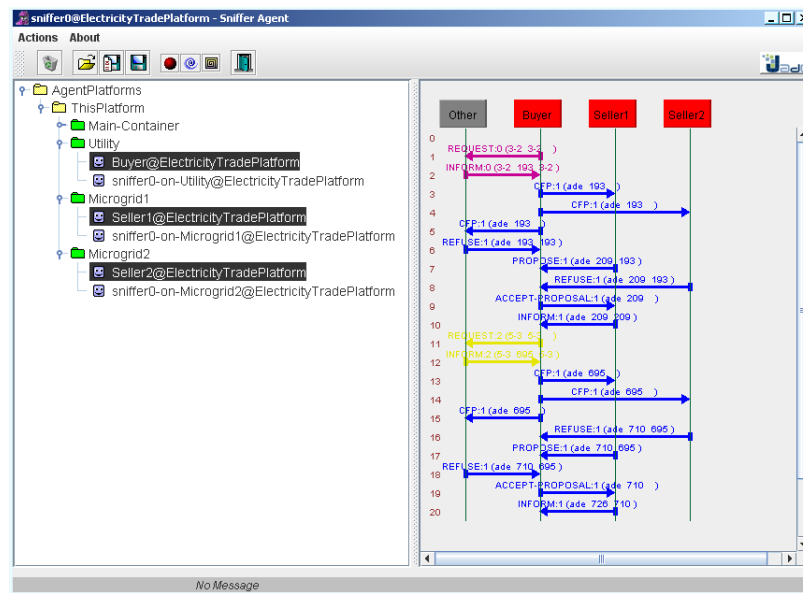 sniffer0@ElectricityTradePlatform - Sniffer Agent
Actions About
AgentPlatforms
ThisPlatform
Main-Container
Utility
Buyer@ElectricityTradePlatform
sniffer0-on-Utility@ElectricityTradePlatform
Microgrid1
Seller1@ElectricityTradePlatform
sniffer0-on-Microgrid1@ElectricityTradePlatform
Microgrid2
Seller2@ElectricityTradePlatform
sniffer0-on-Microgrid2@ElectricityTradePlatform
Other Buyer Seller1 Seller2
0
1 REQUEST:0 (3-2 3-2 )
2 INFORM:0 (3-2 193 3-2 )
3 CFP:1 (ade 193 )
4 CFP:1 (ade 193 )
5 CFP:1 (ade 193 )
6 REFUSE:1 (ade 193 193 )
7 PROPOSE:1 (ade 209 193 )
8 REFUSE:1 (ade 209 193 )
9 ACCEPT-PROPOSAL:1 (ade 209 )
10 INFORM:1 (ade 209 209 )
11 REQUEST:2 (5-3 5-3 )
12 INFORM:2 (5-3 695 5-3 )
13 CFP:1 (ade 695 )
14 CFP:1 (ade 695 )
15 CFP:1 (ade 695 )
16 REFUSE:1 (ade 710 695 )
17 PROPOSE:1 (ade 710 695 )
18 REFUSE:1 (ade 710 695 )
19 ACCEPT-PROPOSAL:1 (ade 710 )
20 INFORM:1 (ade 726 710 )
No Message